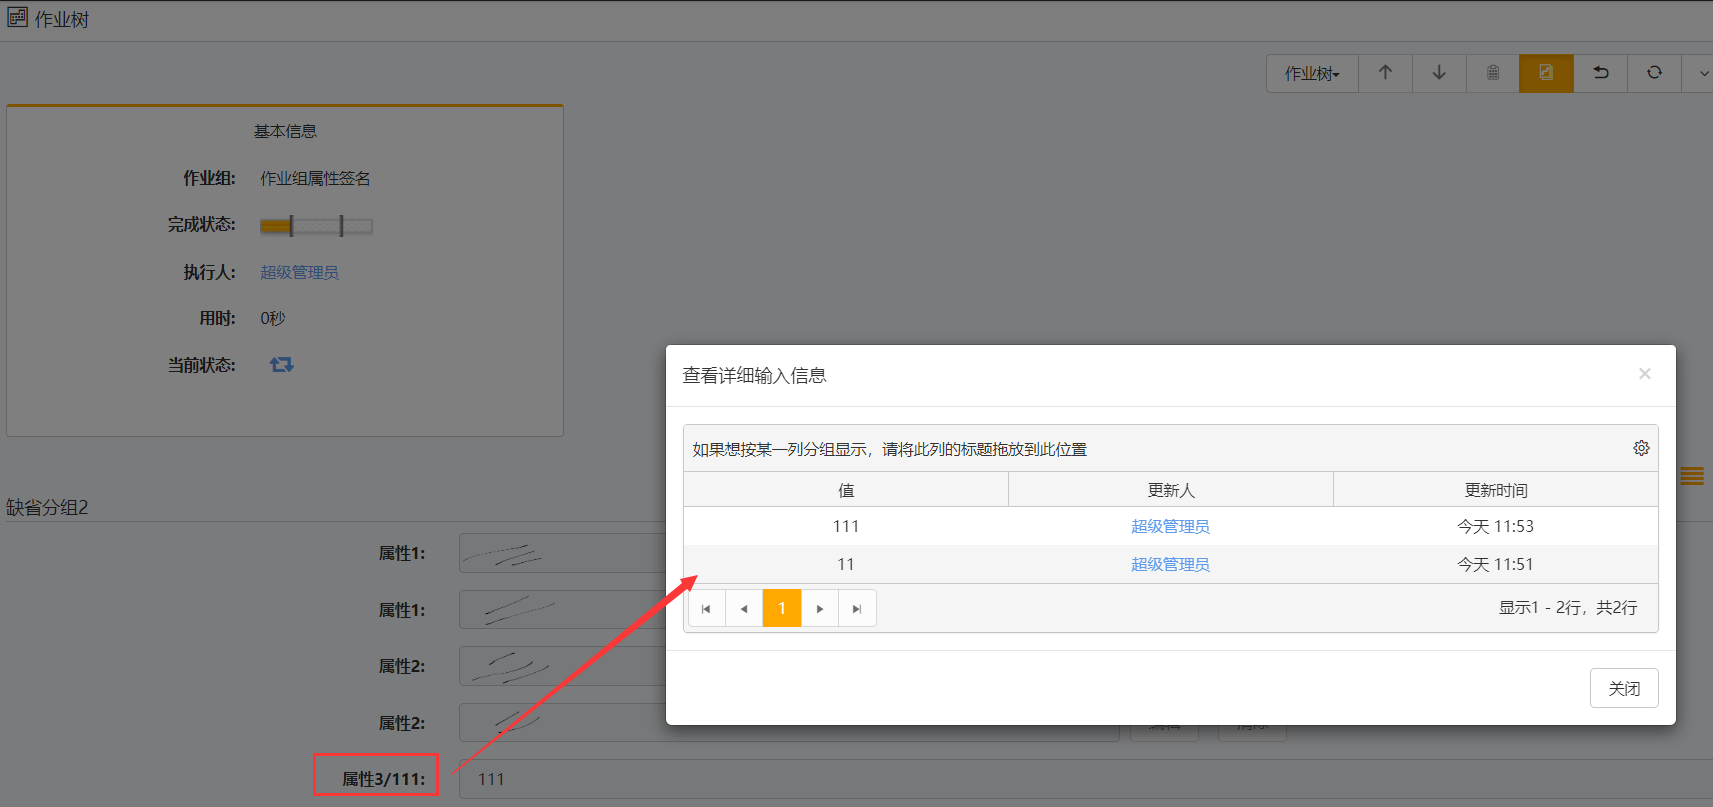 作业树
作业树
基本信息
作业组: 作业组属性签名
完成状态:
执行人: 超级管理员
用时: 0秒
当前状态:
查看详细输入信息
如果想按某一列分组显示，请将此列的标题拖放到此位置
值 更新人 更新时间
111 超级管理员 今天 11:53
11 超级管理员 今天 11:51
1 显示1 - 2行，共2行
关闭
缺省分组2
属性1:
属性1:
属性2:
属性2: 编辑 清除
属性3/111: 111